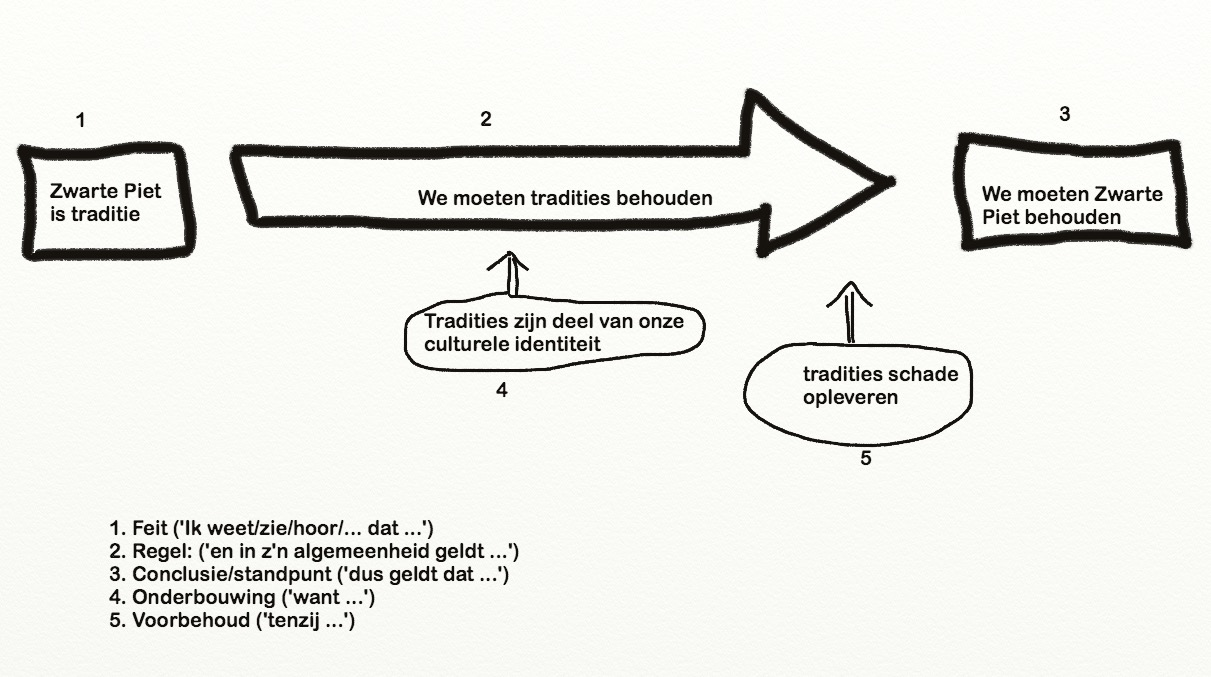 1
2
3
Zwarte Piet
is traditie
We moeten tradities behouden
We moeten Zwarte
Piet behouden
Tradities zijn deel van onze
culturele identiteit
4
tradities schade
opleveren
5
1. Feit ('Ik weet/zie/hoor/... dat ...')
2. Regel: ('en in z'n algemeenheid geldt ...')
3. Conclusie/standpunt ('dus geldt dat ...')
4. Onderbouwing ('want ...')
5. Voorbehoud ('tenzij ...')